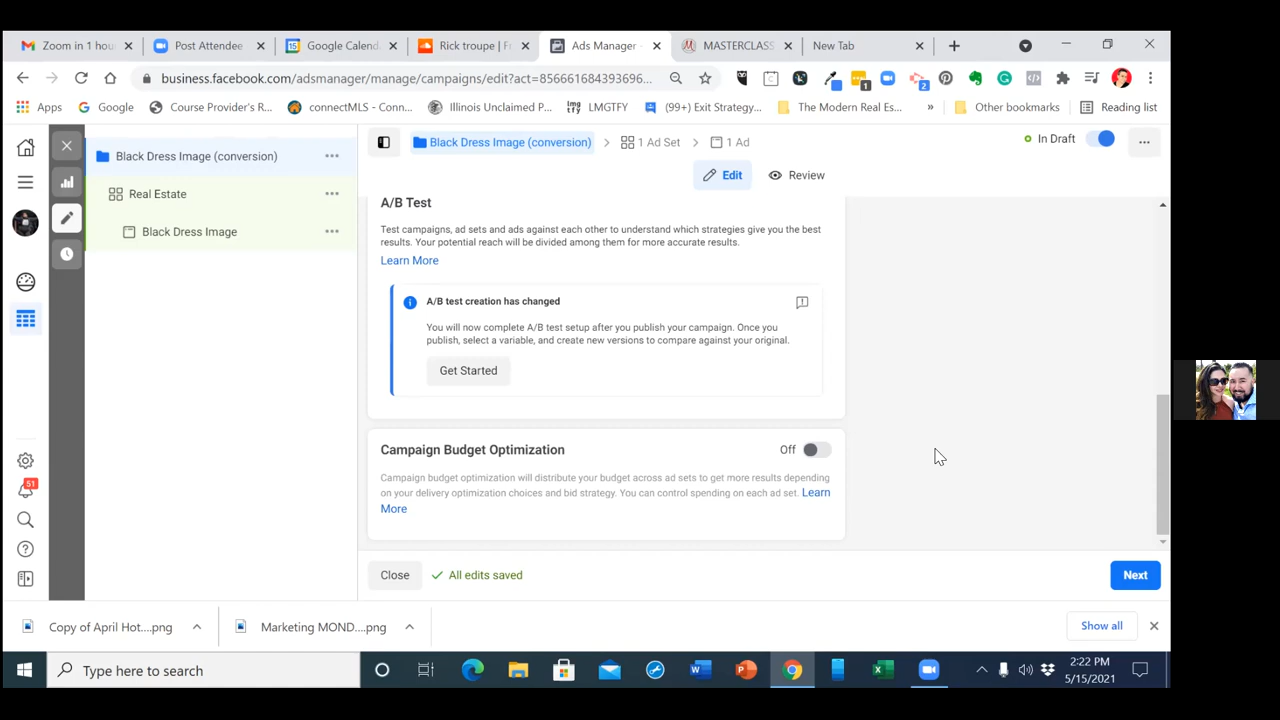 Zoom in 1 hou
Post Attendee
Google Calend
Rick troupe | F
Ads Manager
MASTERCLASS
New Tab
business.facebook.com/adsmanager/manage/campaigns/edit?act=856661684393696...
Apps
Google
Course Provider's R...
connectMLS - Conn...
Illinois Unclaimed P...
LMGTFY
(99+) Exit Strategy...
The Modern Real Es...
»
Other bookmarks
Reading list
Black Dress Image (conversion)
Real Estate
Black Dress Image
Black Dress Image (conversion)
1 Ad Set
1 Ad
In Draft
Edit
Review
A/B Test
Test campaigns, ad sets and ads against each other to understand which strategies give you the best
results. Your potential reach will be divided among them for more accurate results.
Learn More
A/B test creation has changed
You will now complete A/B test setup after you publish your campaign. Once you
publish, select a variable, and create new versions to compare against your original.
Get Started
Campaign Budget Optimization
Off
Campaign budget optimization will distribute your budget across ad sets to get more results depending
on your delivery optimization choices and bid strategy. You can control spending on each ad set. Learn
More
51
Close
All edits saved
Next
Copy of April Hot....png
Marketing MOND....png
Show all
Type here to search
2:22 PM
5/15/2021